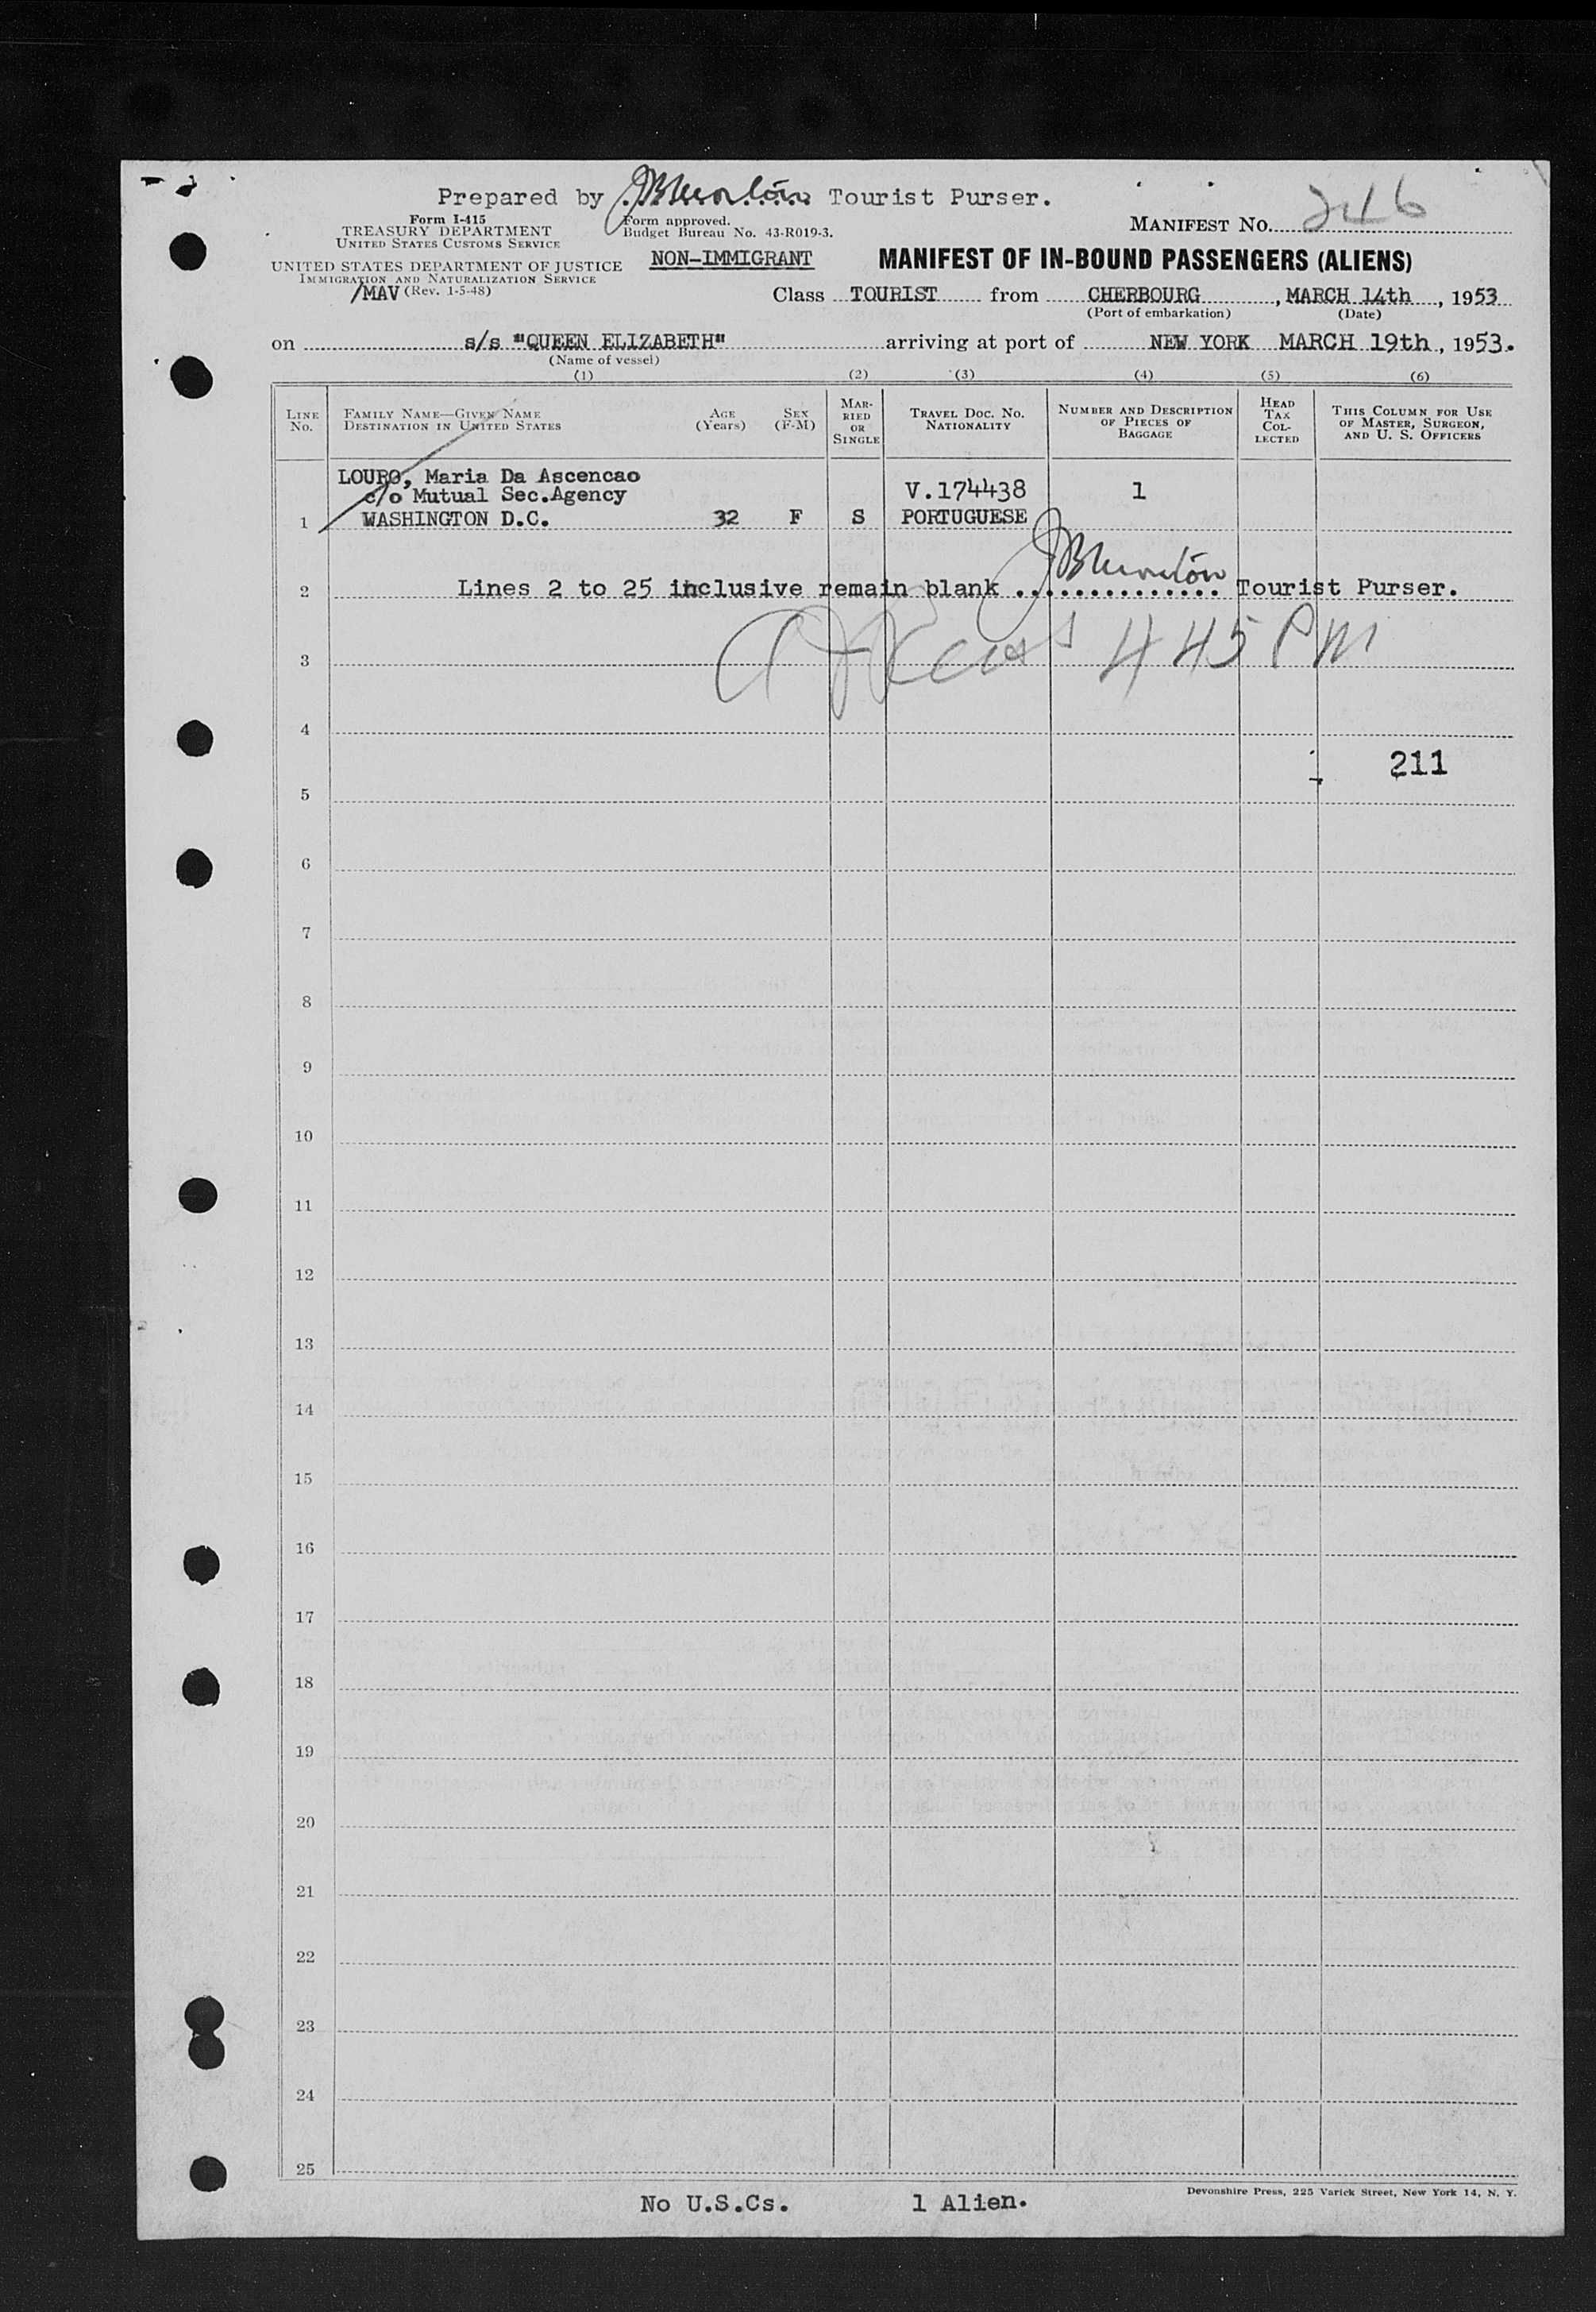 Prepared by Tourist Purser.
Form I-415
TREASURY DEPARTMENT
UNITED STATES CUSTOMS SERVICE
Form approved.
Budget Bureau No. 43-R019-3.
MANIFEST No. 246
UNITED STATES DEPARTMENT OF JUSTICE
IMMIGRATION AND NATURALIZATION SERVICE
/MAV (Rev. 1-5-48)
NON-IMMIGRANT
MANIFEST OF IN-BOUND PASSENGERS (ALIENS)
Class TOURIST from CHERBOURG, MARCH 14th, 1953
(Port of embarkation) (Date)
on s/s "QUEEN ELIZABETH" arriving at port of NEW YORK MARCH 19th, 1953.
(Name of vessel)
(1) (2) (3) (4) (5) (6)
LINE No.
FAMILY NAME—GIVEN NAME
DESTINATION IN UNITED STATES
AGE (Years)
SEX (F-M)
MARRIED OR SINGLE
TRAVEL DOC. NO.
NATIONALITY
NUMBER AND DESCRIPTION
OF PIECES OF
BAGGAGE
HEAD
TAX
COLLECTED
THIS COLUMN FOR USE
OF MASTER, SURGEON,
AND U. S. OFFICERS
LOURO, Maria Da Ascencao
c/o Mutual Sec.Agency V.174438 1
1 WASHINGTON D.C. 32 F S PORTUGUESE
2 Lines 2 to 25 inclusive remain blank Tourist Purser.
3 445 PM
4
211
5
6
7
8
9
10
11
12
13
14
15
16
17
18
19
20
21
22
23
24
25
No U.S.Cs. 1 Alien.
Devonshire Press, 225 Varick Street, New York 14, N. Y.